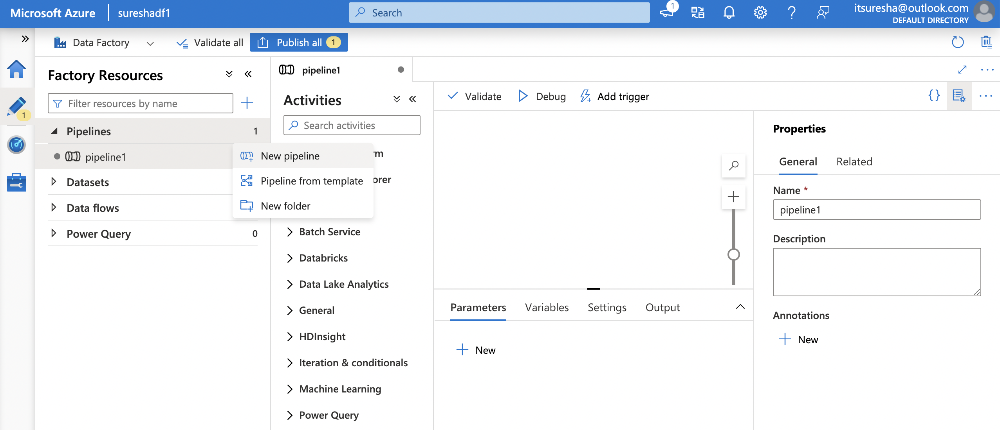 Microsoft Azure
sureshadf1
Search
1
itsuresha@outlook.com
DEFAULT DIRECTORY
Data Factory
Validate all
Publish all
1
Factory Resources
Filter resources by name
1
Pipelines
1
pipeline1
Datasets
Data flows
Power Query
0
New pipeline
Pipeline from template
New folder
pipeline1
Activities
Search activities
rm
orer
Batch Service
Databricks
Data Lake Analytics
General
HDInsight
Iteration & conditionals
Machine Learning
Power Query
Validate
Debug
Add trigger
{}
Parameters
Variables
Settings
Output
New
Properties
General
Related
Name *
pipeline1
Description
Annotations
New